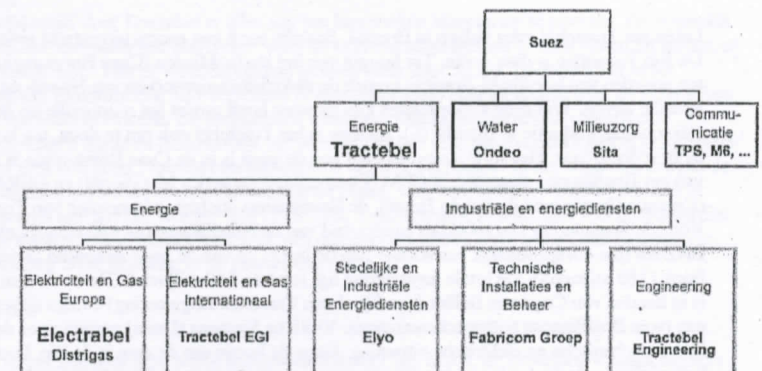 Suez
Energie
Tractebel
Water
Ondeo
Milieuzorg
Sita
Commu-
nicatie
TPS, M6, ...
Energie
Industriële en energiediensten
Elektriciteit en Gas
Europa
Electrabel
Distrigas
Elektriciteit en Gas
Internationaal
Tractebel EGI
Stedelijke en
Industriële
Energiediensten
Elyo
Technische
Installaties en
Beheer
Fabricom Groep
Engineering
Tractebel
Engineering